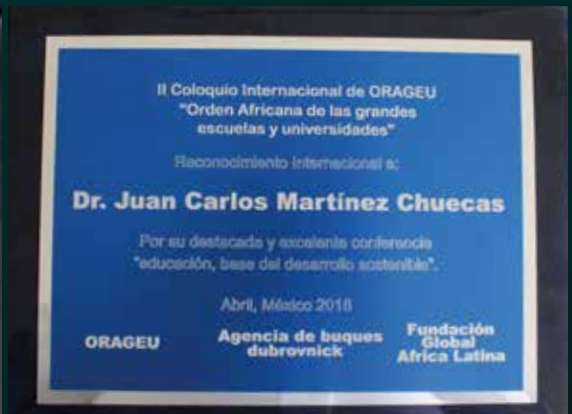 II Coloquio Internacional de ORAGEU
"Orden Africana de las grandes
escuelas y universidades"
Reconocimiento Internacional a:
Dr. Juan Carlos Martínez Chuecas
Por su destacada y excelente conferencia
"educación, base del desarrollo sostenible".
Abril, México 2018
ORAGEU
Agencia de buques
dubrovnick
Fundación
Global
Africa Latina